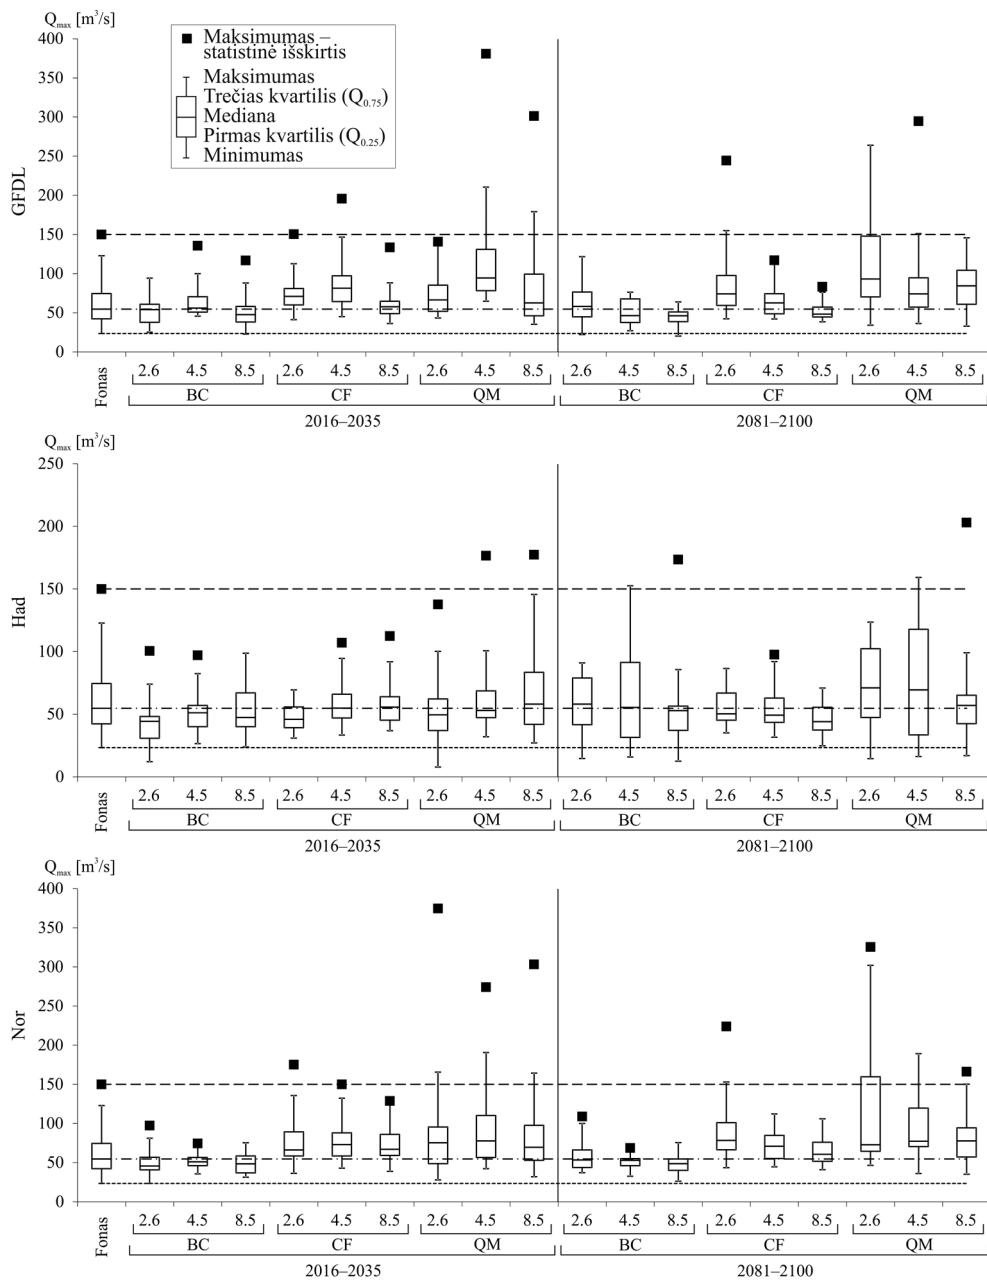 Qmax [m³/s]
Maksimumas –
statistinė išskirtis
Maksimumas
Trečias kvartilis (Q0.75)
Mediana
Pirmas kvartilis (Q0.25)
Minimumas
GFDL
400
350
300
250
200
150
100
50
0
Fonas 2.6 4.5 8.5 2.6 4.5 8.5 2.6 4.5 8.5 2.6 4.5 8.5 2.6 4.5 8.5 2.6 4.5 8.5
BC CF QM BC CF QM
2016–2035 2081–2100
Qmax [m³/s]
Had
250
200
150
100
50
0
Fonas 2.6 4.5 8.5 2.6 4.5 8.5 2.6 4.5 8.5 2.6 4.5 8.5 2.6 4.5 8.5 2.6 4.5 8.5
BC CF QM BC CF QM
2016–2035 2081–2100
Qmax [m³/s]
Nor
400
350
300
250
200
150
100
50
0
Fonas 2.6 4.5 8.5 2.6 4.5 8.5 2.6 4.5 8.5 2.6 4.5 8.5 2.6 4.5 8.5 2.6 4.5 8.5
BC CF QM BC CF QM
2016–2035 2081–2100